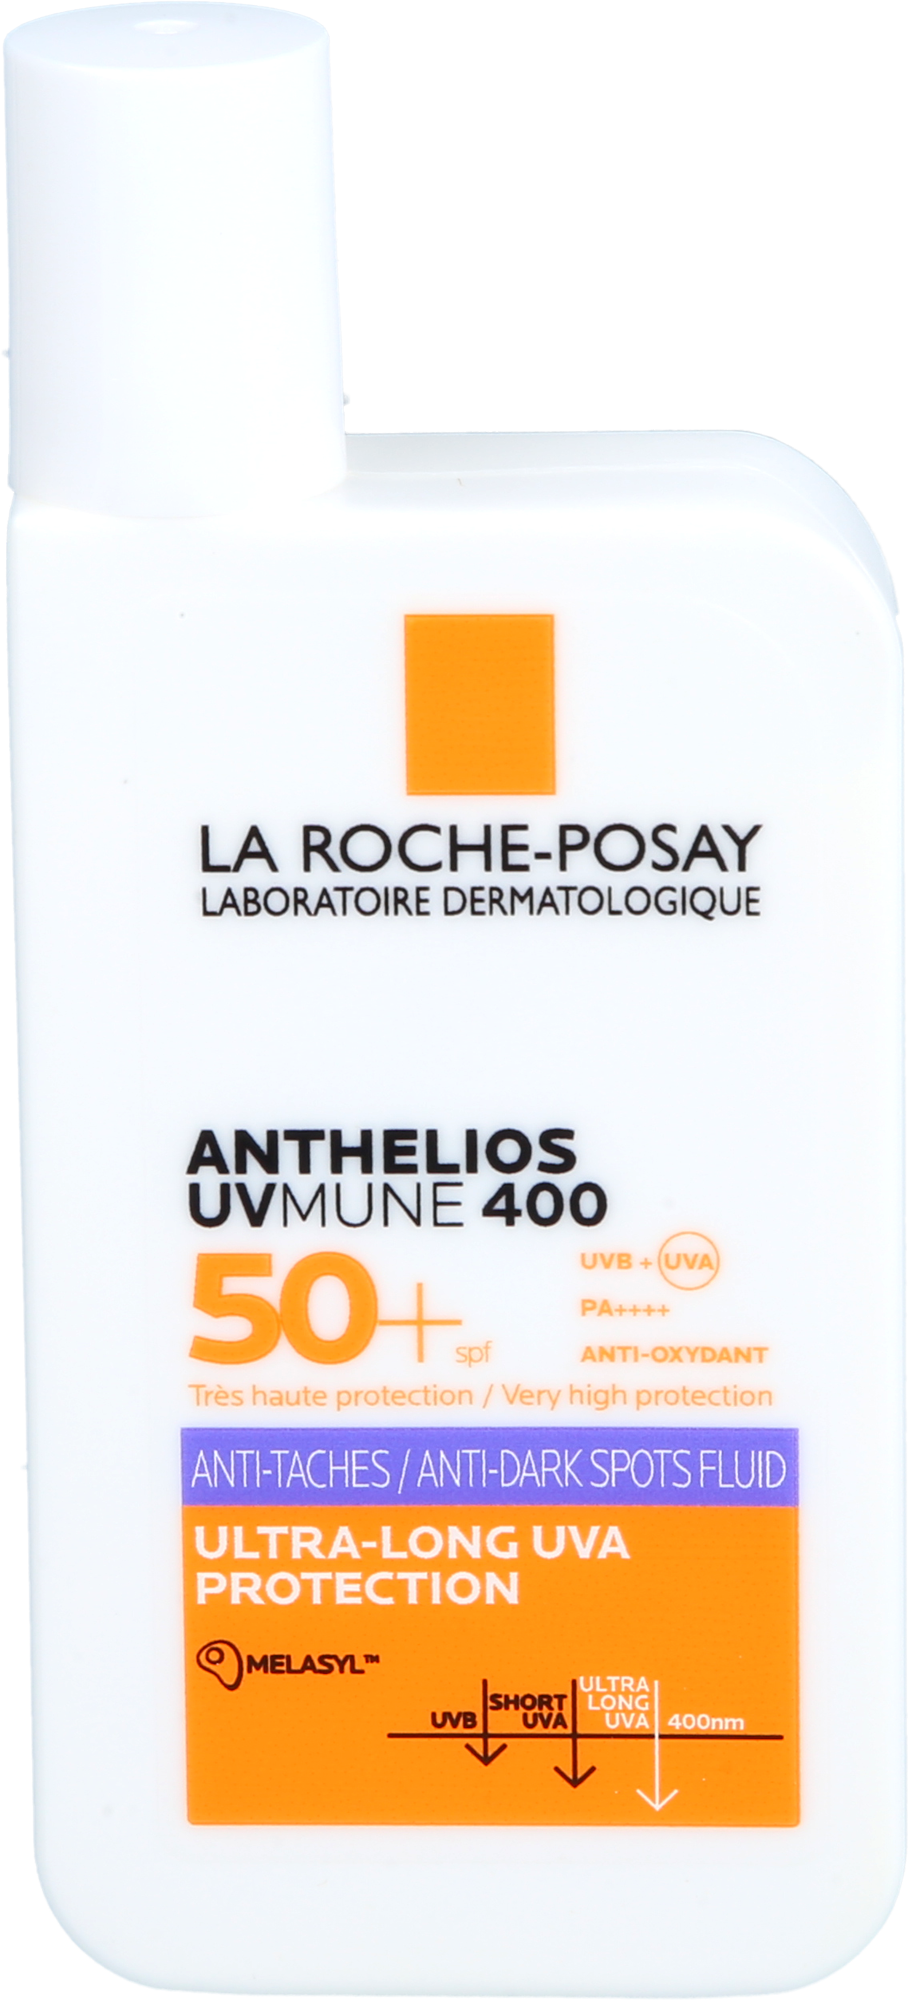 LA ROCHE-POSAY
LABORATOIRE DERMATOLOGIQUE
ANTHELIOS
UVMUNE 400
50+ spf
UVB + UVA
PA++++
ANTI-OXYDANT
Très haute protection / Very high protection
ANTI-TACHES / ANTI-DARK SPOTS FLUID
ULTRA-LONG UVA
PROTECTION
MELASYL™
UVB
SHORT
UVA
ULTRA
LONG
UVA
400nm